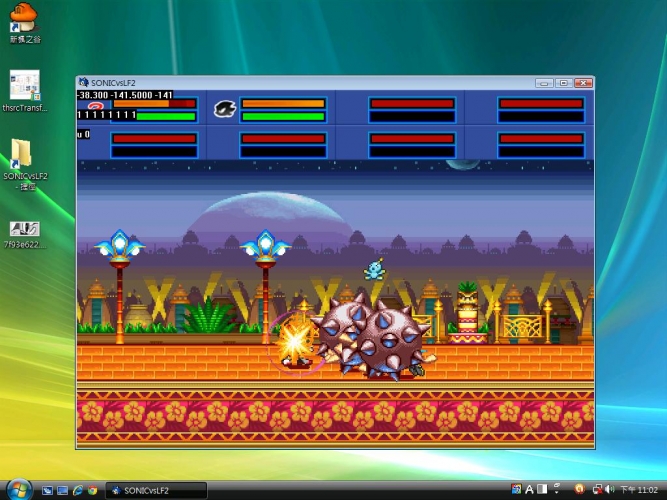 新楓之谷
SONICvsLF2
-38.300 -141.5000 -141
thsrcTransf...
1 1 1 1 1 1 1 1
u 0
SONICvsLF2
- 捷徑
7f93e622....
SONICvsLF2
A
下午 11:02